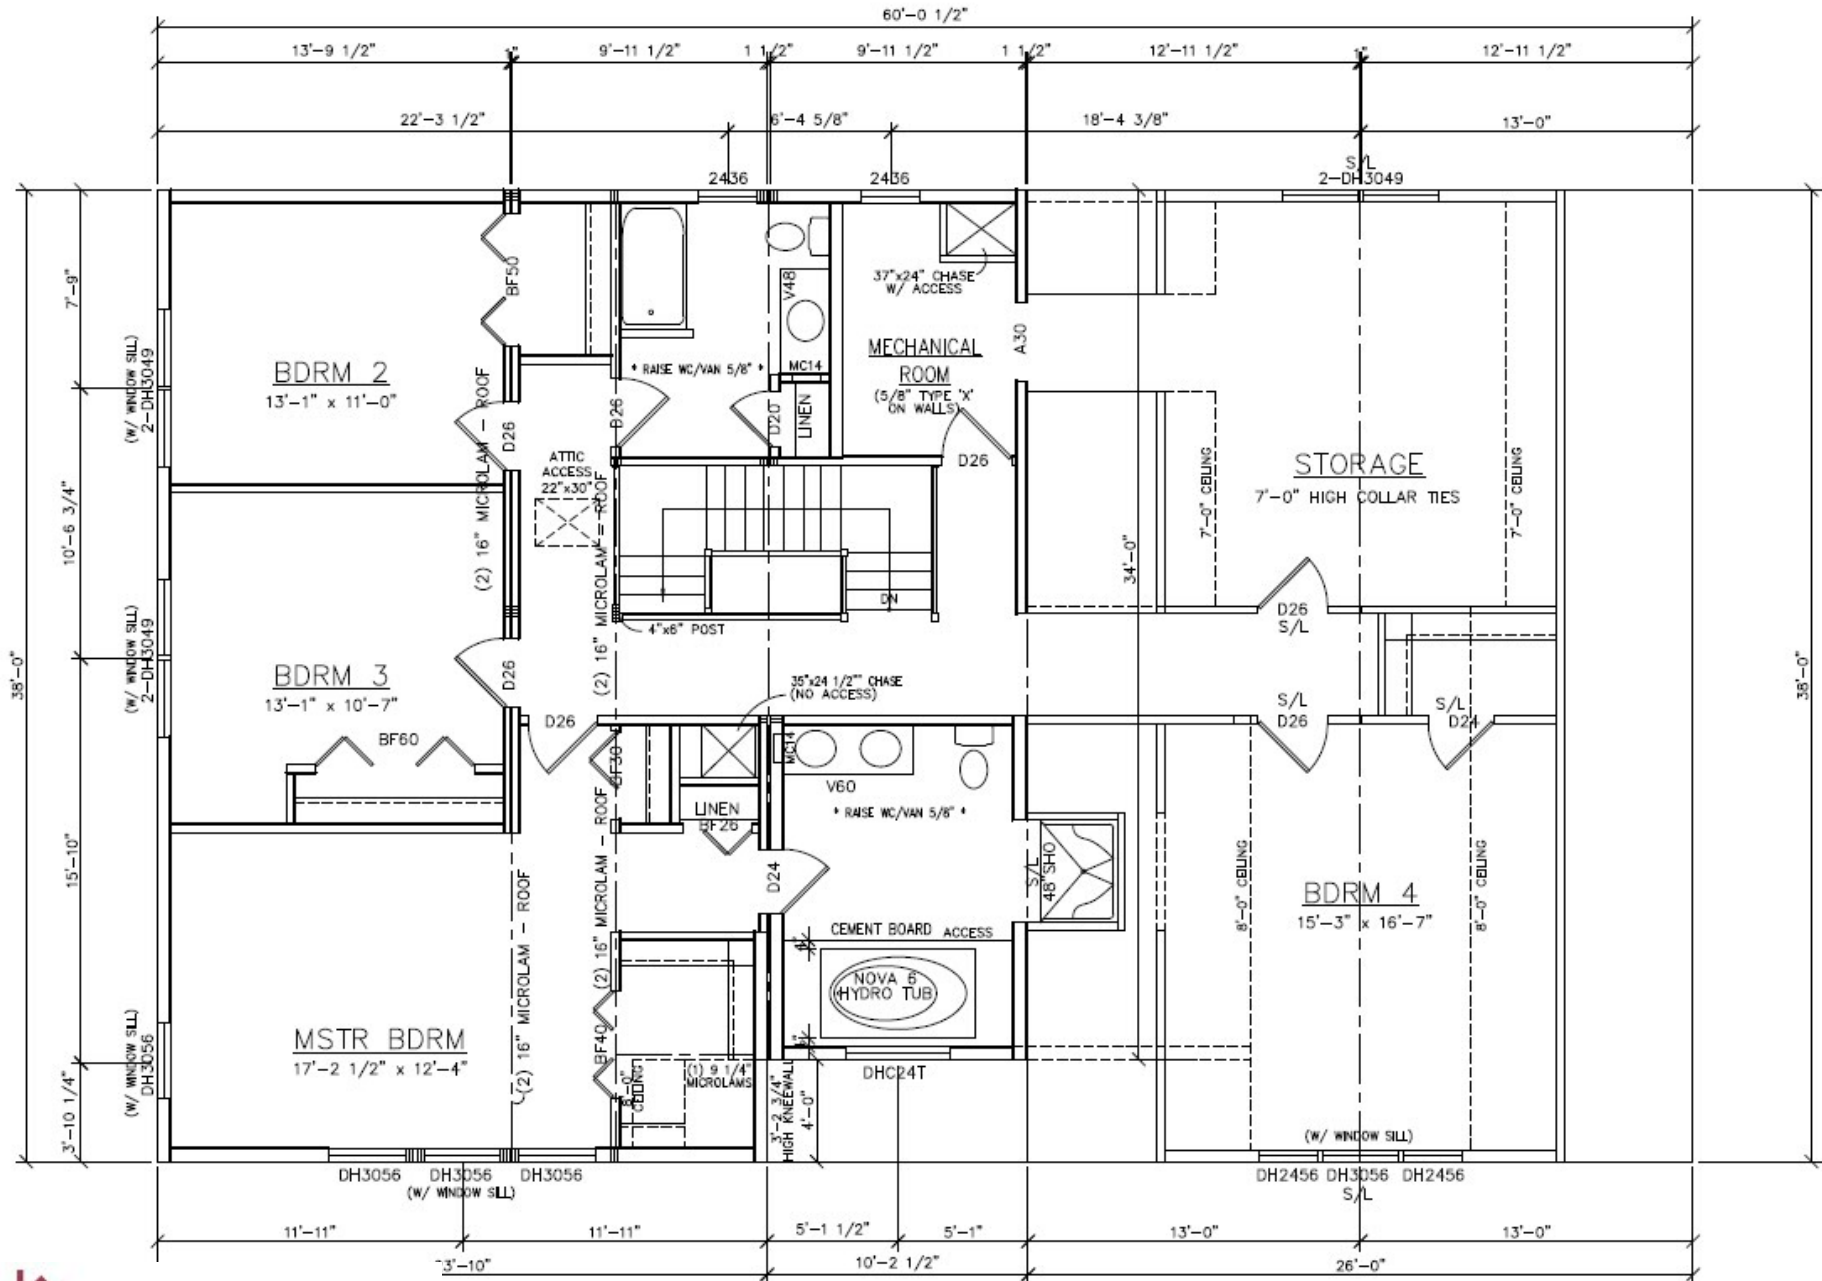 60'-0 1/2"
13'-9 1/2"
1"
9'-11 1/2"
1 1/2"
9'-11 1/2"
1 1/2"
12'-11 1/2"
1"
12'-11 1/2"
22'-3 1/2"
6'-4 5/8"
18'-4 3/8"
13'-0"
2436
2436
S/L
2-DH3049
38'-0"
7'-9"
10'-6 3/4"
15'-10"
3'-10 1/4"
(W/ WINDOW SILL)
2-DH3049
(W/ WINDOW SILL)
2-DH3049
(W/ WINDOW SILL)
DH3056
BDRM 2
13'-1" x 11'-0"
BF50
D26
(2) 16" MICROLAM - ROOF
ATTIC
ACCESS
22"x30"
(2) 16" MICROLAM - ROOF
D26
* RAISE WC/VAN 5/8" *
V48
MC14
D20
LINEN
37"x24" CHASE
W/ ACCESS
MECHANICAL
ROOM
(5/8" TYPE 'X'
ON WALLS)
D26
A30
STORAGE
7'-0" HIGH COLLAR TIES
7'-0" CEILING
7'-0" CEILING
34'-0"
38'-0"
D26
S/L
DN
4"x6" POST
BDRM 3
13'-1" x 10'-7"
D26
BF60
D26
BF30
35"x24 1/2"" CHASE
(NO ACCESS)
MC14
V60
* RAISE WC/VAN 5/8" *
LINEN
BF26
D24
S/L
48" SHO
S/L
D26
S/L
D24
8'-0" CEILING
8'-0" CEILING
BDRM 4
15'-3" x 16'-7"
(W/ WINDOW SILL)
CEMENT BOARD
ACCESS
NOVA 6
HYDRO TUB
MSTR BDRM
17'-2 1/2" x 12'-4"
(2) 16" MICROLAM - ROOF
(2) 16" MICROLAM - ROOF
BF40
8'-0"
CEILING
(1) 9 1/4"
MICROLAMS
3'-2 3/4"
HIGH KNEEWALL
4'-0"
DHC24T
DH3056
DH3056
DH3056
(W/ WINDOW SILL)
DH2456
DH3056
DH2456
S/L
11'-11"
11'-11"
5'-1 1/2"
5'-1"
13'-0"
13'-0"
3'-10"
10'-2 1/2"
26'-0"